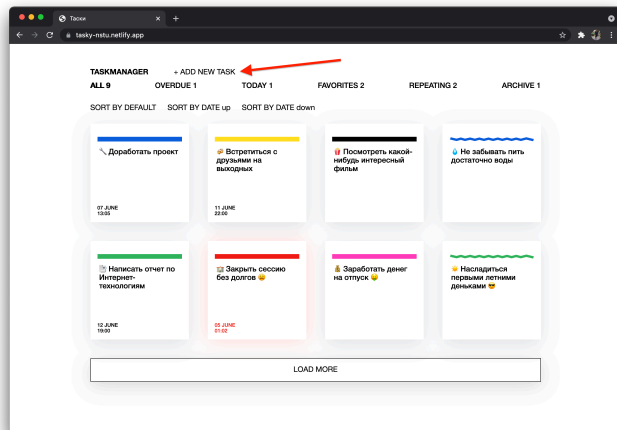 Таски
tasky-nstu.netlify.app
TASKMANAGER + ADD NEW TASK
ALL 9 OVERDUE 1 TODAY 1 FAVORITES 2 REPEATING 2 ARCHIVE 1
SORT BY DEFAULT SORT BY DATE up SORT BY DATE down
Доработать проект
07 JUNE
13:05
Встретиться с
друзьями на
выходных
11 JUNE
22:00
Посмотреть какой-
нибудь интересный
фильм
Не забывать пить
достаточно воды
Написать отчет по
Интернет-
технологиям
12 JUNE
19:00
Закрыть сессию
без долгов
05 JUNE
01:02
Заработать денег
на отпуск
Насладиться
первыми летними
деньками
LOAD MORE